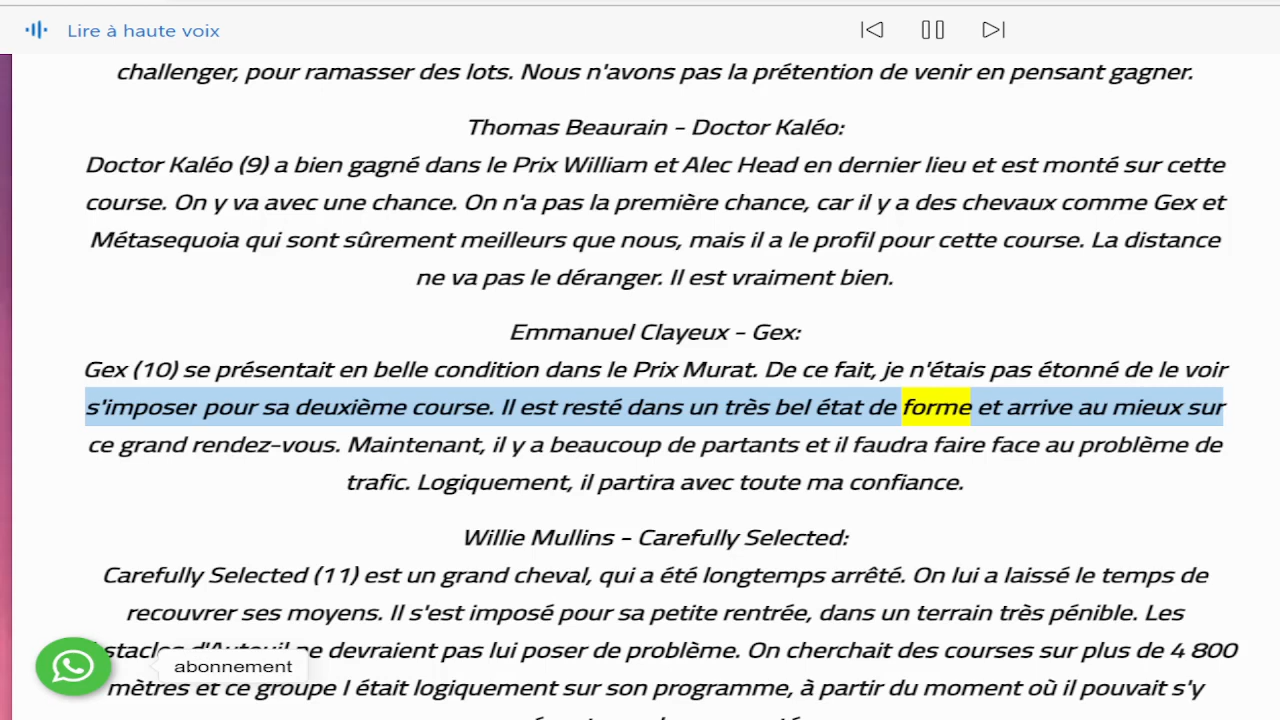 Lire à haute voix
challenger, pour ramasser des lots. Nous n'avons pas la prétention de venir en pensant gagner.
Thomas Beaurain - Doctor Kaléo:
Doctor Kaléo (9) a bien gagné dans le Prix William et Alec Head en dernier lieu et est monté sur cette
course. On y va avec une chance. On n'a pas la première chance, car il y a des chevaux comme Gex et
Métasequoia qui sont sûrement meilleurs que nous, mais il a le profil pour cette course. La distance
ne va pas le déranger. Il est vraiment bien.
Emmanuel Clayeux - Gex:
Gex (10) se présentait en belle condition dans le Prix Murat. De ce fait, je n'étais pas étonné de le voir
s'imposer pour sa deuxième course. Il est resté dans un très bel état de forme et arrive au mieux sur
ce grand rendez-vous. Maintenant, il y a beaucoup de partants et il faudra faire face au problème de
trafic. Logiquement, il partira avec toute ma confiance.
Willie Mullins - Carefully Selected:
Carefully Selected (11) est un grand cheval, qui a été longtemps arrêté. On lui a laissé le temps de
recouvrer ses moyens. Il s'est imposé pour sa petite rentrée, dans un terrain très pénible. Les
d'Auteuil ne devraient pas lui poser de problème. On cherchait des courses sur plus de 4 800
abonnement
mètres et ce groupe I était logiquement sur son programme, à partir du moment où il pouvait s'y